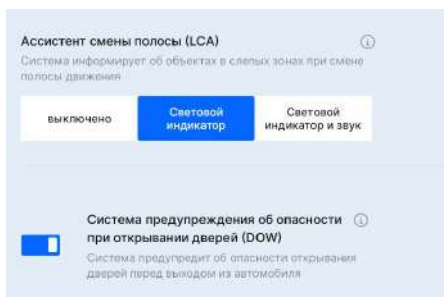 Ассистент смены полосы (LCA)
Система информирует об объектах в слепых зонах при смене
полосы движения
выключено
Световой
индикатор
Световой
индикатор и звук
Система предупреждения об опасности
при открывании дверей (DOW)
Система предупредит об опасности открывания
дверей перед выходом из автомобиля